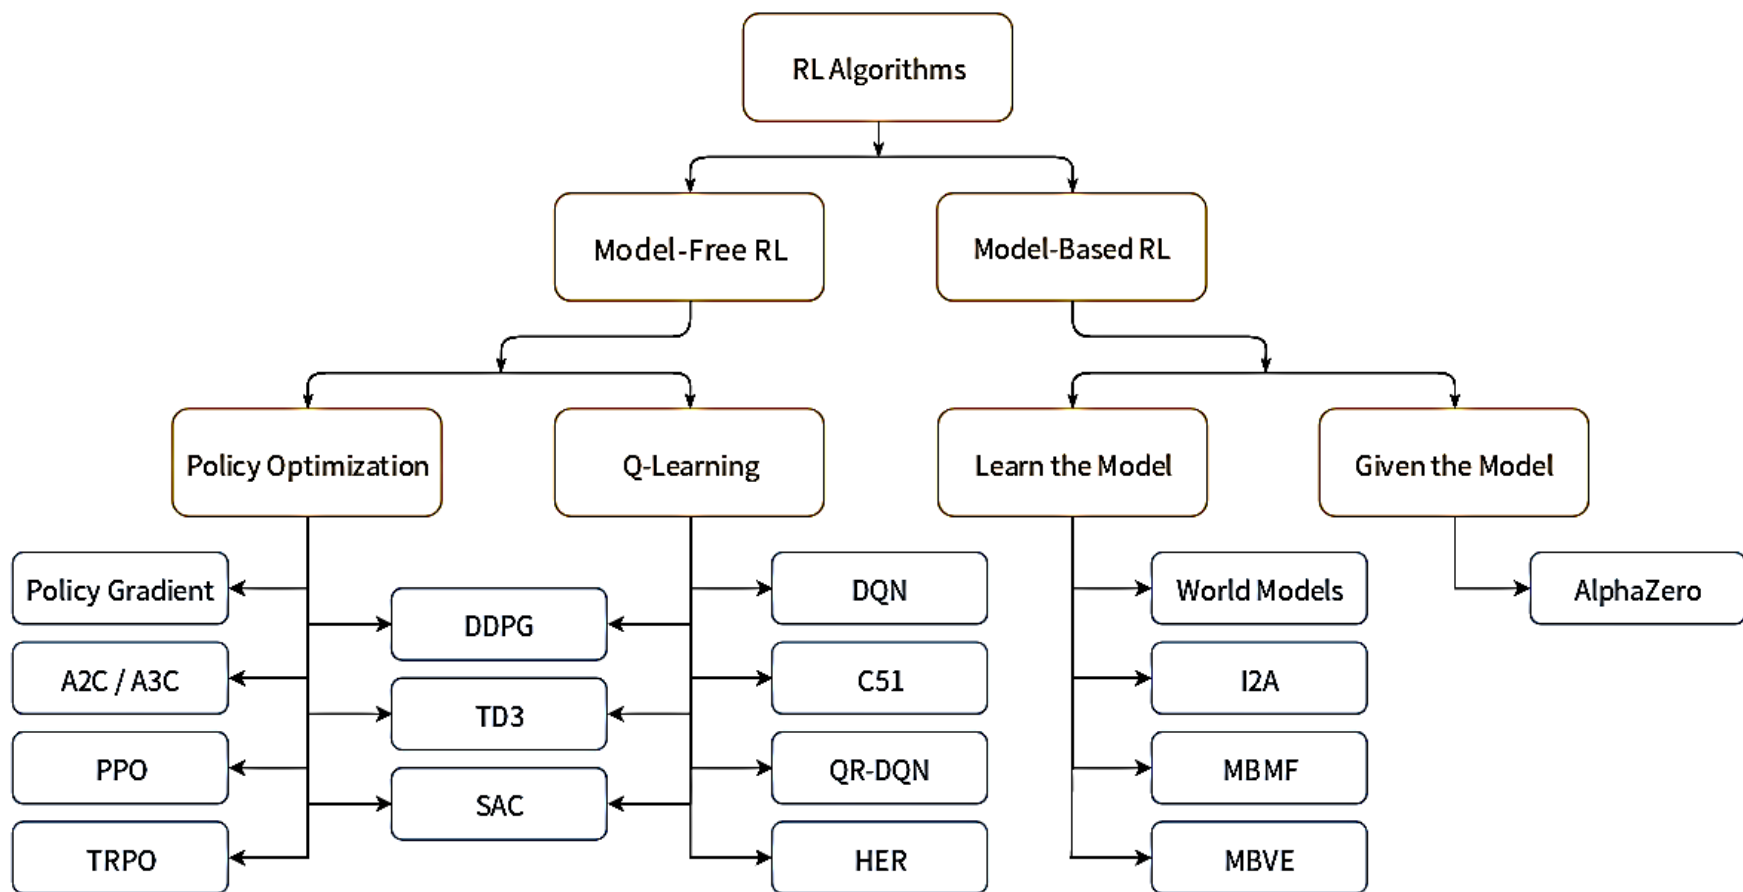 RL Algorithms
Model-Free RL
Model-Based RL
Policy Optimization
Q-Learning
Learn the Model
Given the Model
Policy Gradient
DDPG
DQN
World Models
AlphaZero
A2C / A3C
TD3
C51
I2A
PPO
SAC
QR-DQN
MBMF
TRPO
HER
MBVE